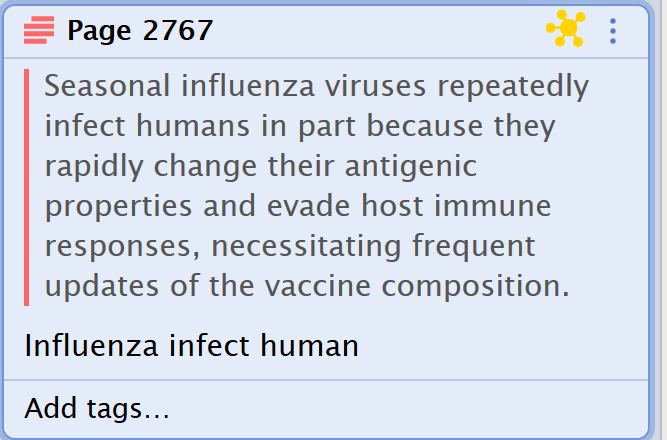 Page 2767
Seasonal influenza viruses repeatedly
infect humans in part because they
rapidly change their antigenic
properties and evade host immune
responses, necessitating frequent
updates of the vaccine composition.
Influenza infect human
Add tags…